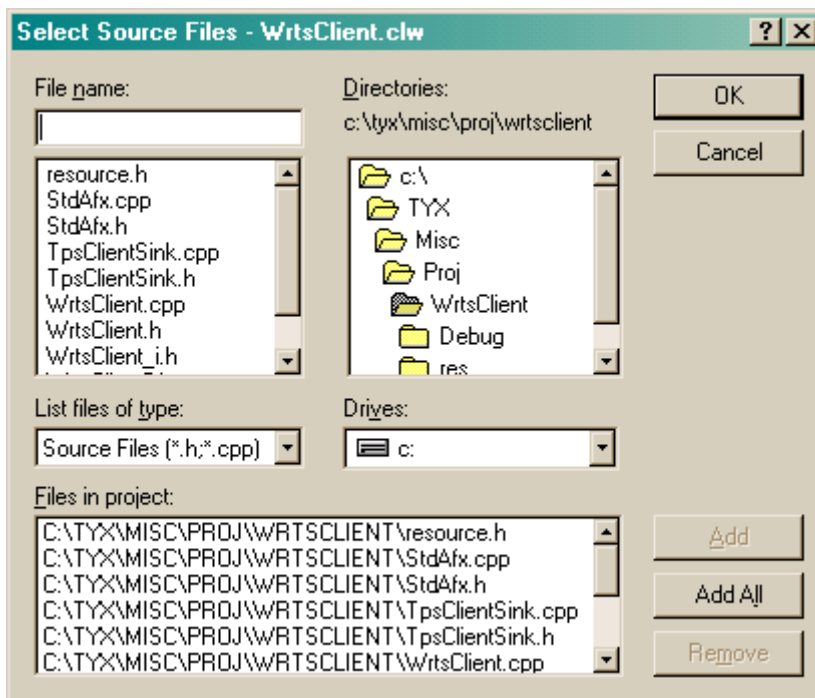 Select Source Files - WrtsClient.clw
File name:
Directories:
c:\tyx\misc\proj\wrtsclient
OK
Cancel
resource.h
StdAfx.cpp
StdAfx.h
TpsClientSink.cpp
TpsClientSink.h
WrtsClient.cpp
WrtsClient.h
WrtsClient_i.h
c:\
TYX
Misc
Proj
WrtsClient
Debug
res
List files of type:
Drives:
Source Files (*.h;*.cpp)
c:
Files in project:
C:\TYX\MISC\PROJ\WRTSCLIENT\resource.h
C:\TYX\MISC\PROJ\WRTSCLIENT\StdAfx.cpp
C:\TYX\MISC\PROJ\WRTSCLIENT\StdAfx.h
C:\TYX\MISC\PROJ\WRTSCLIENT\TpsClientSink.cpp
C:\TYX\MISC\PROJ\WRTSCLIENT\TpsClientSink.h
C:\TYX\MISC\PROJ\WRTSCLIENT\WrtsClient.cpp
Add
Add All
Remove